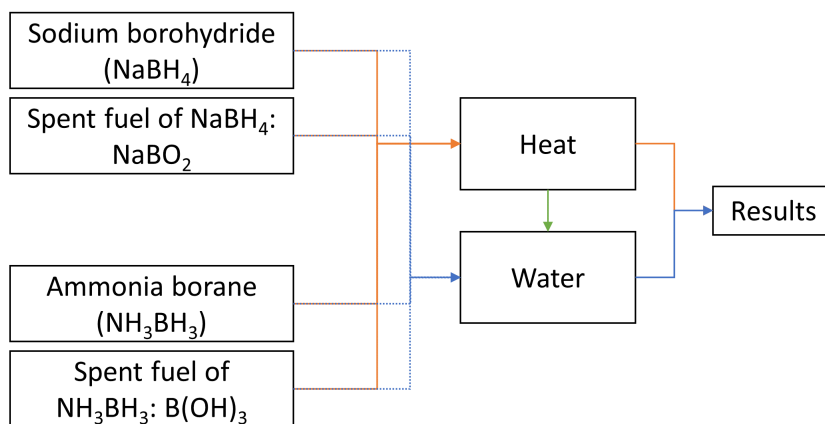 Sodium borohydride
(NaBH₄)
Spent fuel of NaBH₄:
NaBO₂
Ammonia borane
(NH₃BH₃)
Spent fuel of
NH₃BH₃: B(OH)₃
Heat
Water
Results